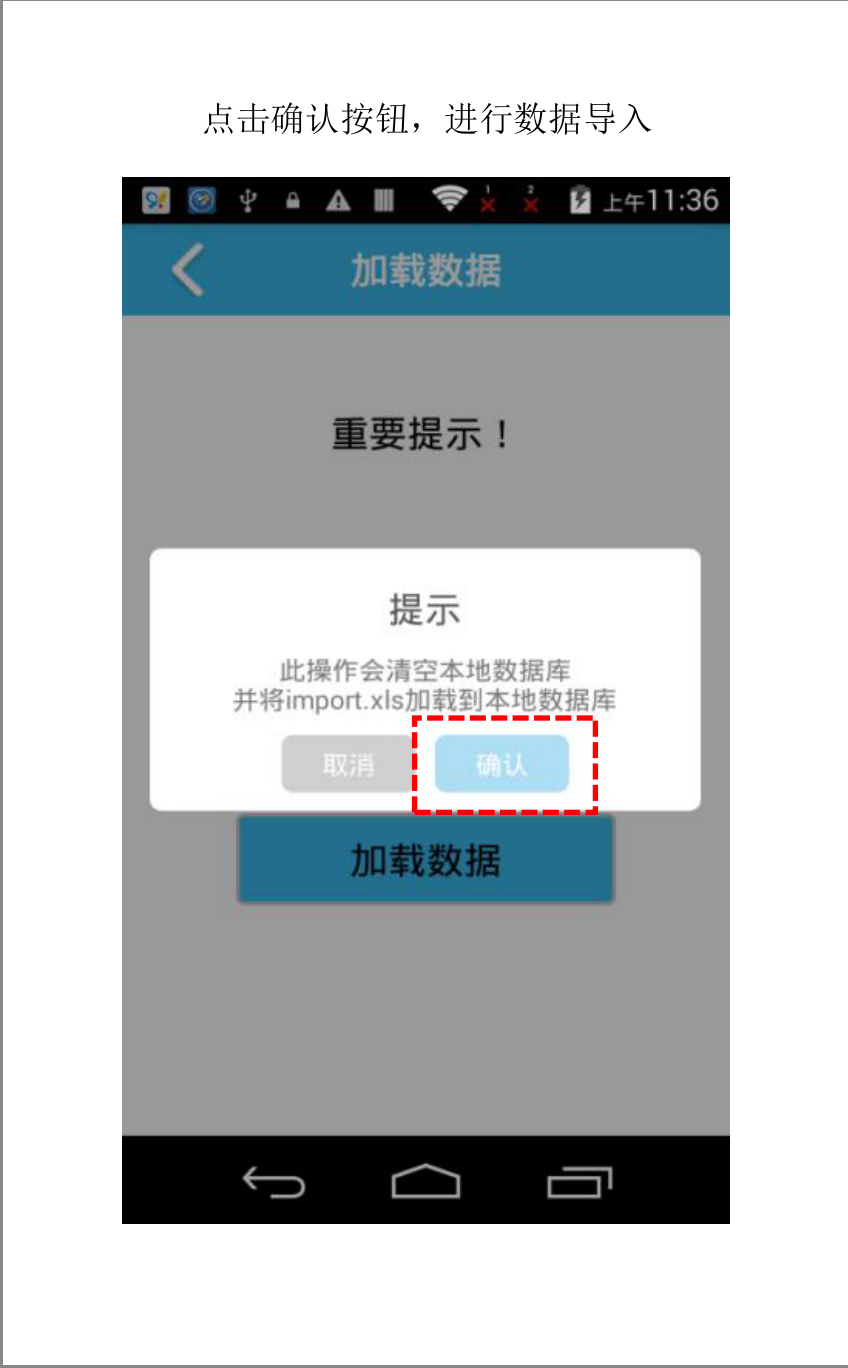 点击确认按钮，进行数据导入
1 2 上午11:36
加载数据
重要提示！
提示
此操作会清空本地数据库
并将import.xls加载到本地数据库
取消 确认
加载数据